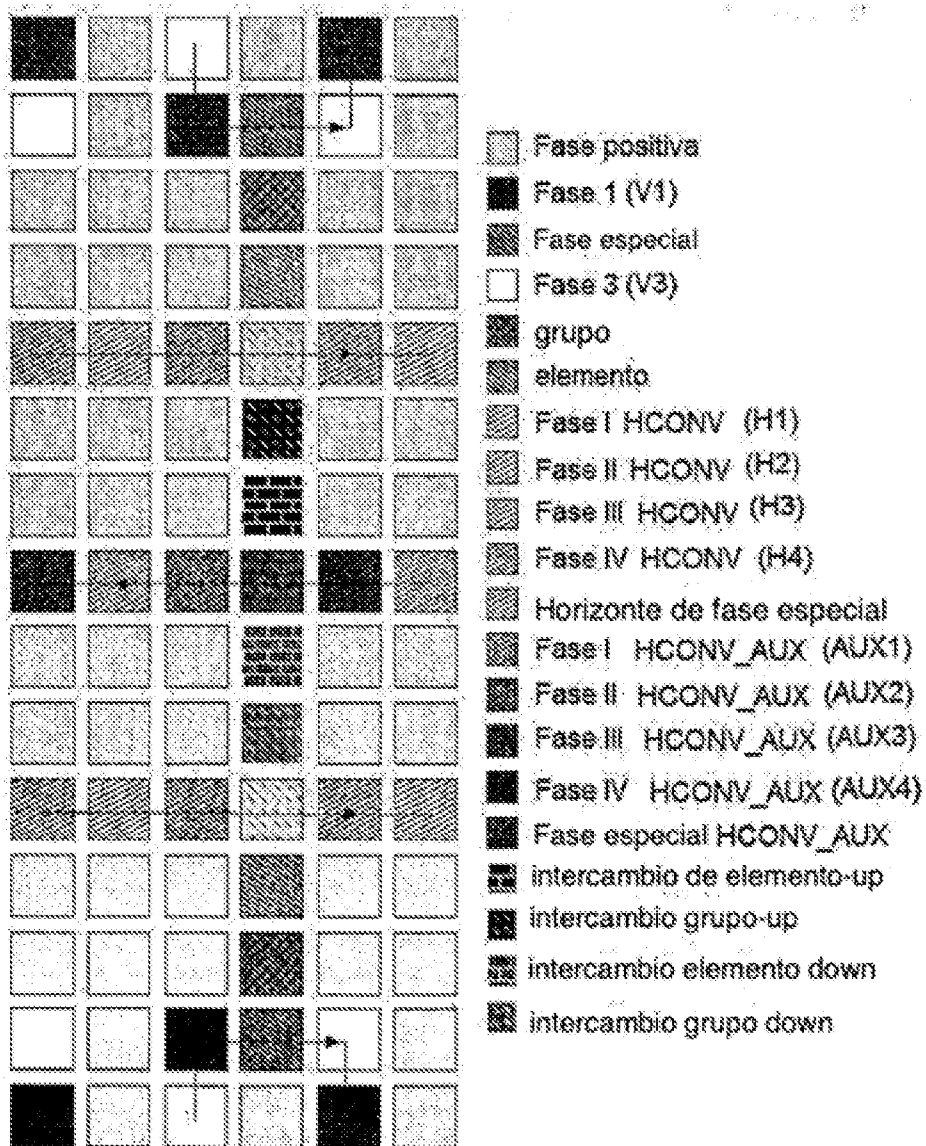 Fase positiva
Fase 1 (V1)
Fase especial
Fase 3 (V3)
grupo
elemento
Fase I HCONV (H1)
Fase II HCONV (H2)
Fase III HCONV (H3)
Fase IV HCONV (H4)
Horizonte de fase especial
Fase I HCONV_AUX (AUX1)
Fase II HCONV_AUX (AUX2)
Fase III HCONV_AUX (AUX3)
Fase IV HCONV_AUX (AUX4)
Fase especial HCONV_AUX
intercambio de elemento-up
intercambio grupo-up
intercambio elemento down
intercambio grupo down